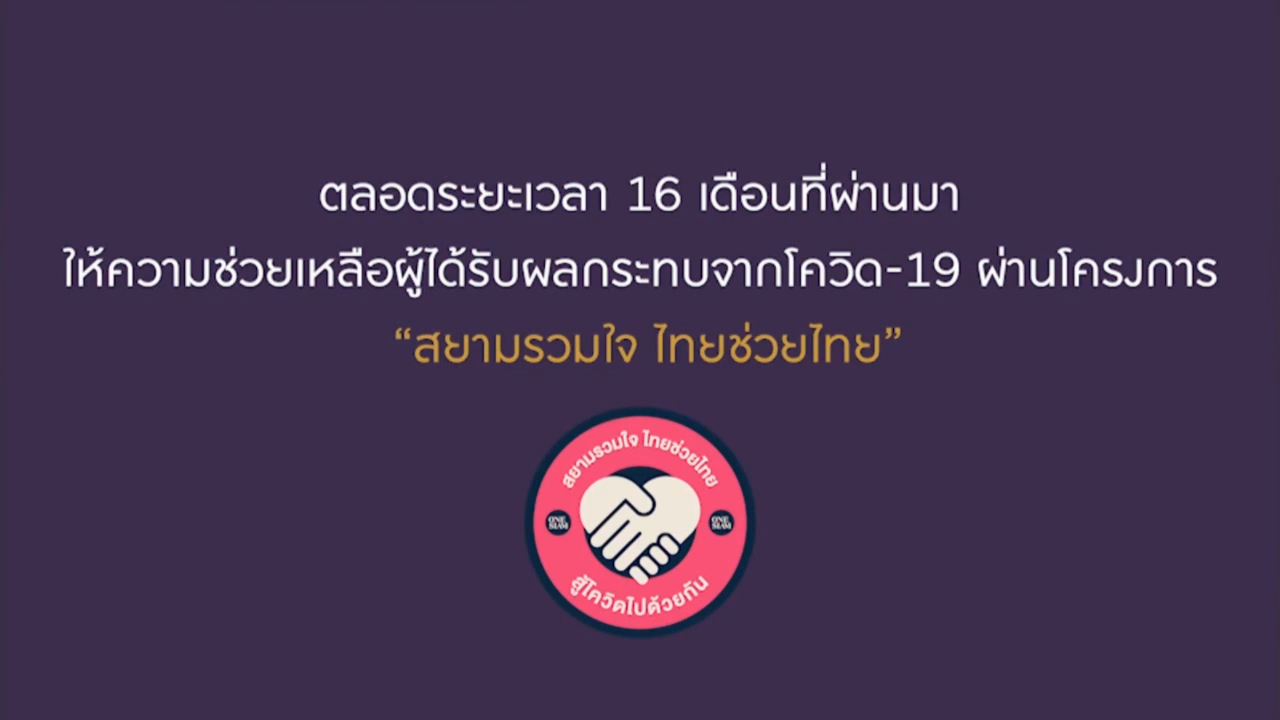 ตลอดระยะเวลา 16 เดือนที่ผ่านมา
ให้ความช่วยเหลือผู้ได้รับผลกระทบจากโควิด-19 ผ่านโครงการ
“สยามรวมใจ ไทยช่วยไทย”
สยามรวมใจ ไทยช่วยไทย
ONE
SIAM
ONE
SIAM
สู้โควิดไปด้วยกัน